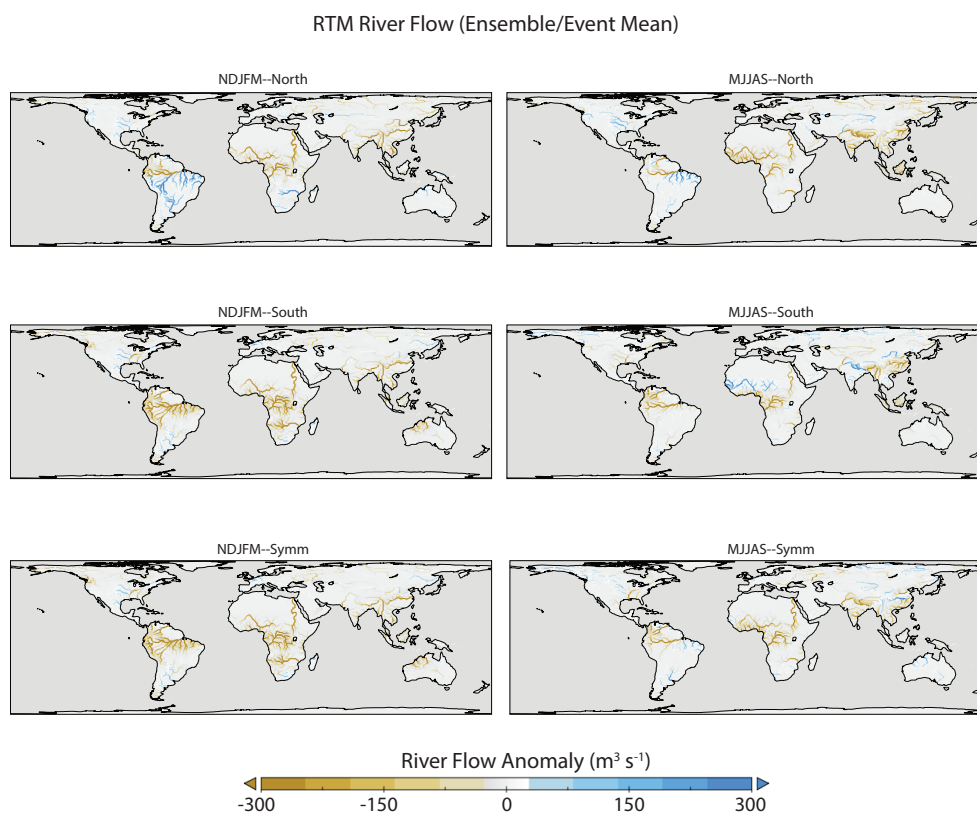 RTM River Flow (Ensemble/Event Mean)
NDJFM--North
MJJAS--North
NDJFM--South
MJJAS--South
NDJFM--Symm
MJJAS--Symm
River Flow Anomaly (m³ s⁻¹)
-300 -150 0 150 300